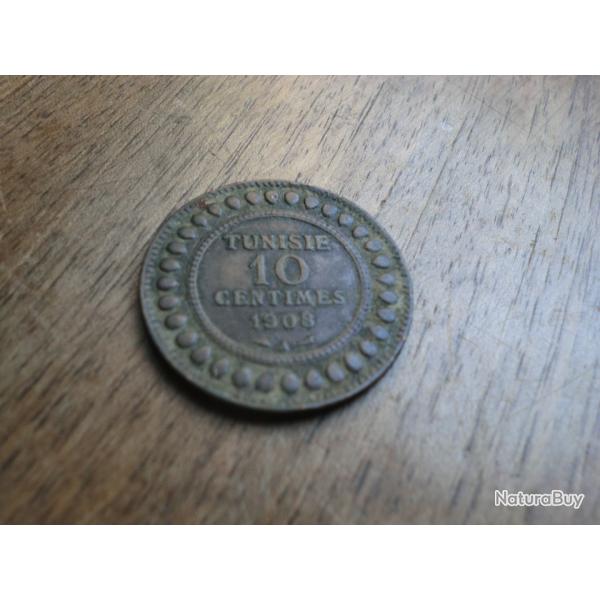 TUNISIE
10
CENTIMES
1908
A
NaturaBuy